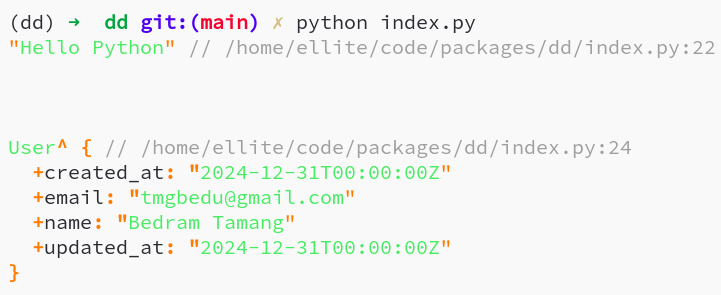 (dd) ➜  dd git:(main) ✗ python index.py
"Hello Python" // /home/ellite/code/packages/dd/index.py:22
User^ { // /home/ellite/code/packages/dd/index.py:24
  +created_at: "2024-12-31T00:00:00Z"
  +email: "tmgbedu@gmail.com"
  +name: "Bedram Tamang"
  +updated_at: "2024-12-31T00:00:00Z"
}